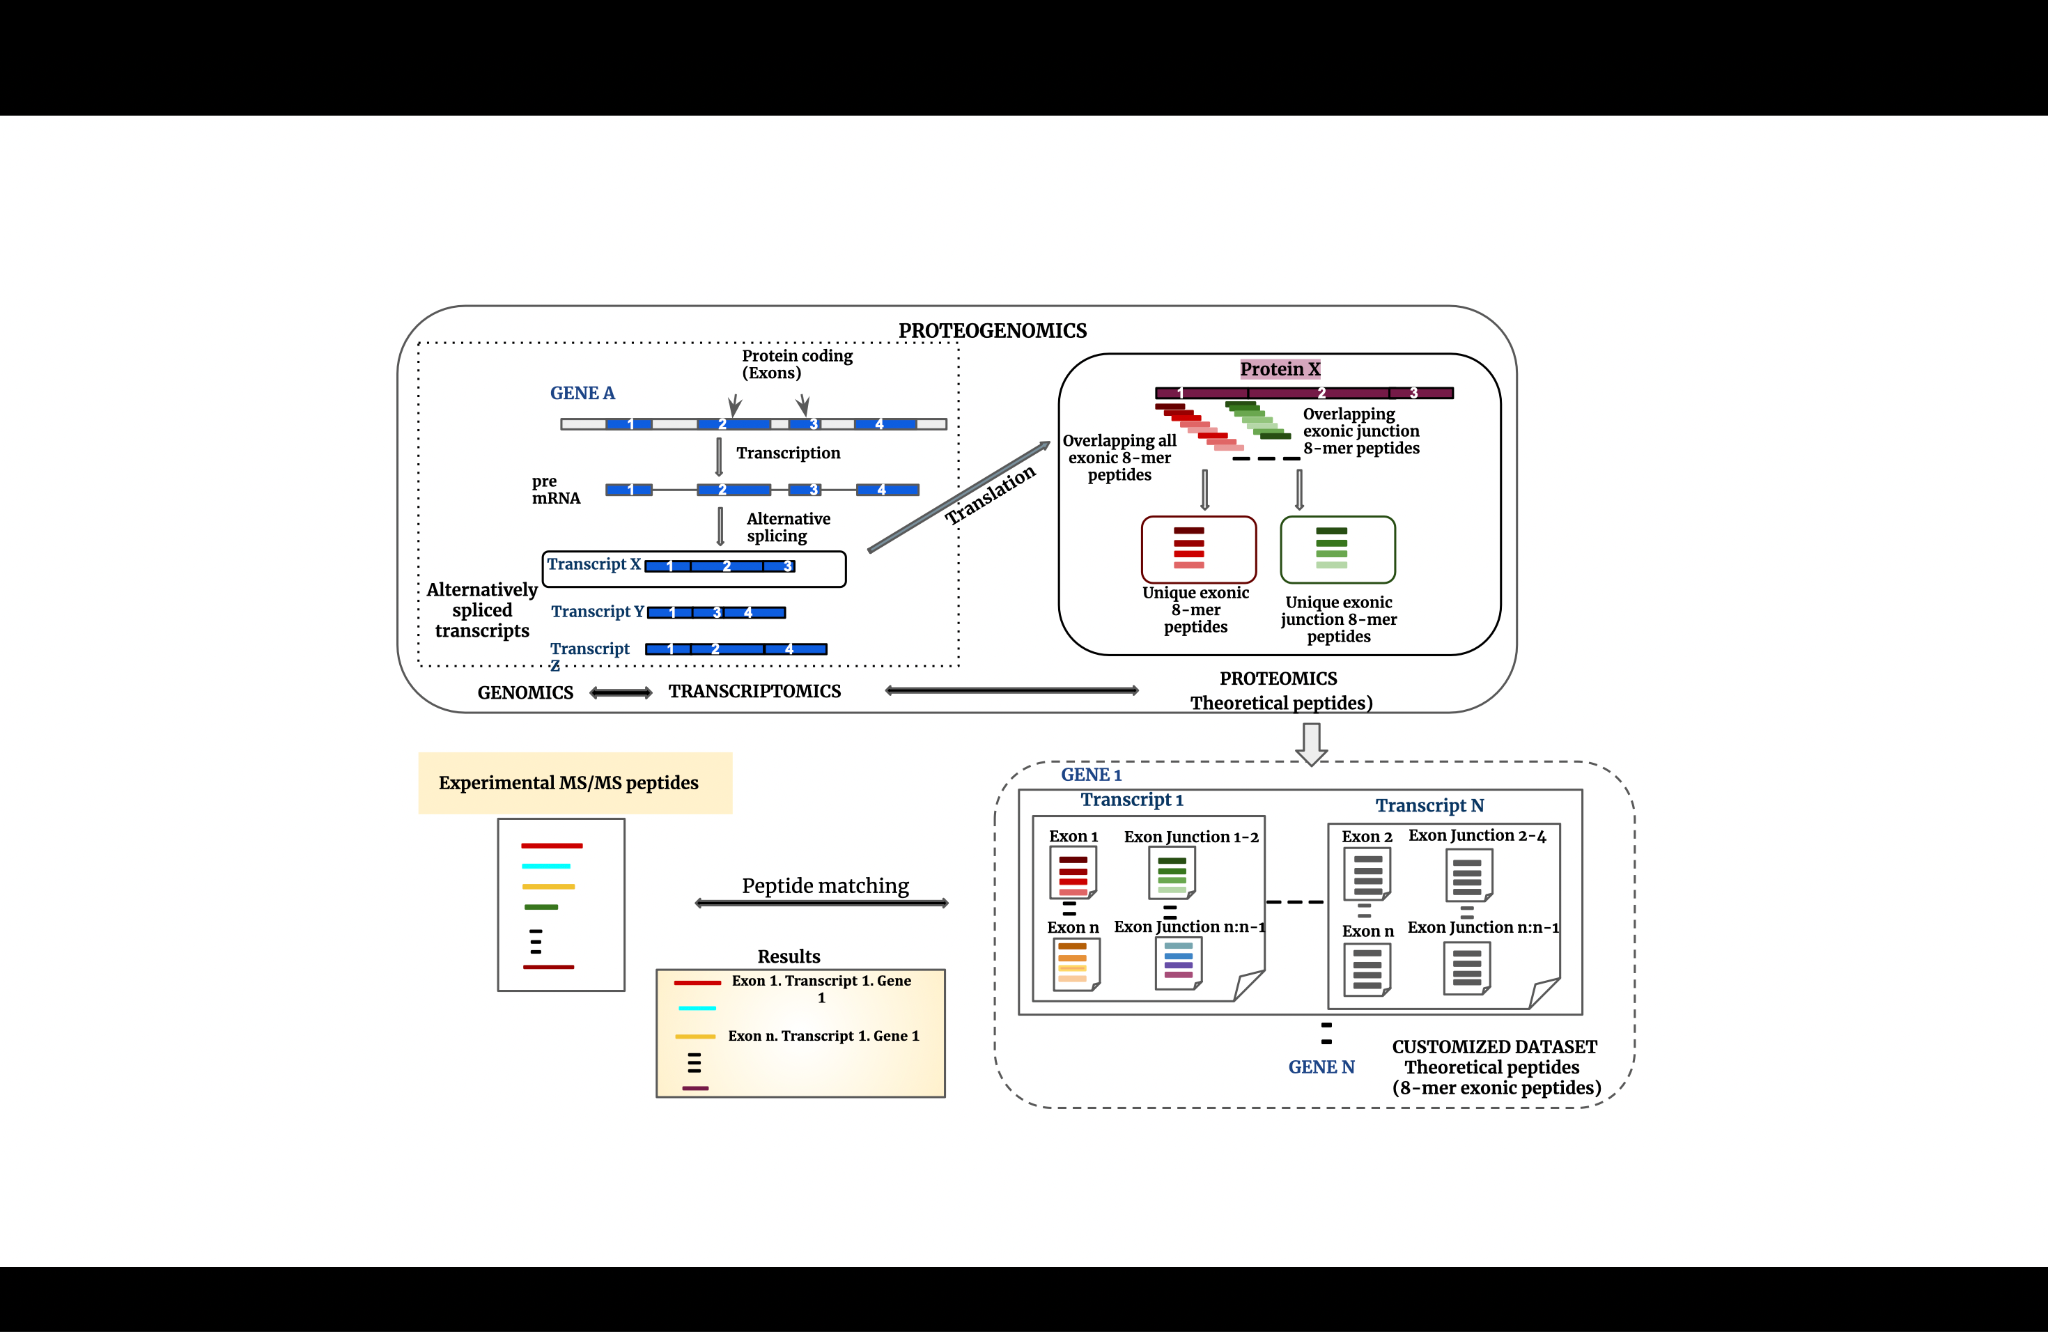 PROTEOGENOMICS
Protein coding
(Exons)
GENE A
1 2 3 4
Transcription
pre
mRNA
1 2 3 4
Alternative
splicing
Transcript X
1 2 3
Alternatively
spliced
transcripts
Transcript Y
1 3 4
Transcript
Z
1 2 4
Translation
Protein X
1 2 3
Overlapping all
exonic 8-mer
peptides
Overlapping
exonic junction
8-mer peptides
Unique exonic
8-mer
peptides
Unique exonic
junction 8-mer
peptides
GENOMICS
TRANSCRIPTOMICS
PROTEOMICS
Theoretical peptides)
Experimental MS/MS peptides
Peptide matching
Results
Exon 1. Transcript 1. Gene
1
Exon n. Transcript 1. Gene 1
GENE 1
Transcript 1
Exon 1
Exon Junction 1-2
Exon n
Exon Junction n:n-1
Transcript N
Exon 2
Exon Junction 2-4
Exon n
Exon Junction n:n-1
GENE N
CUSTOMIZED DATASET
Theoretical peptides
(8-mer exonic peptides)